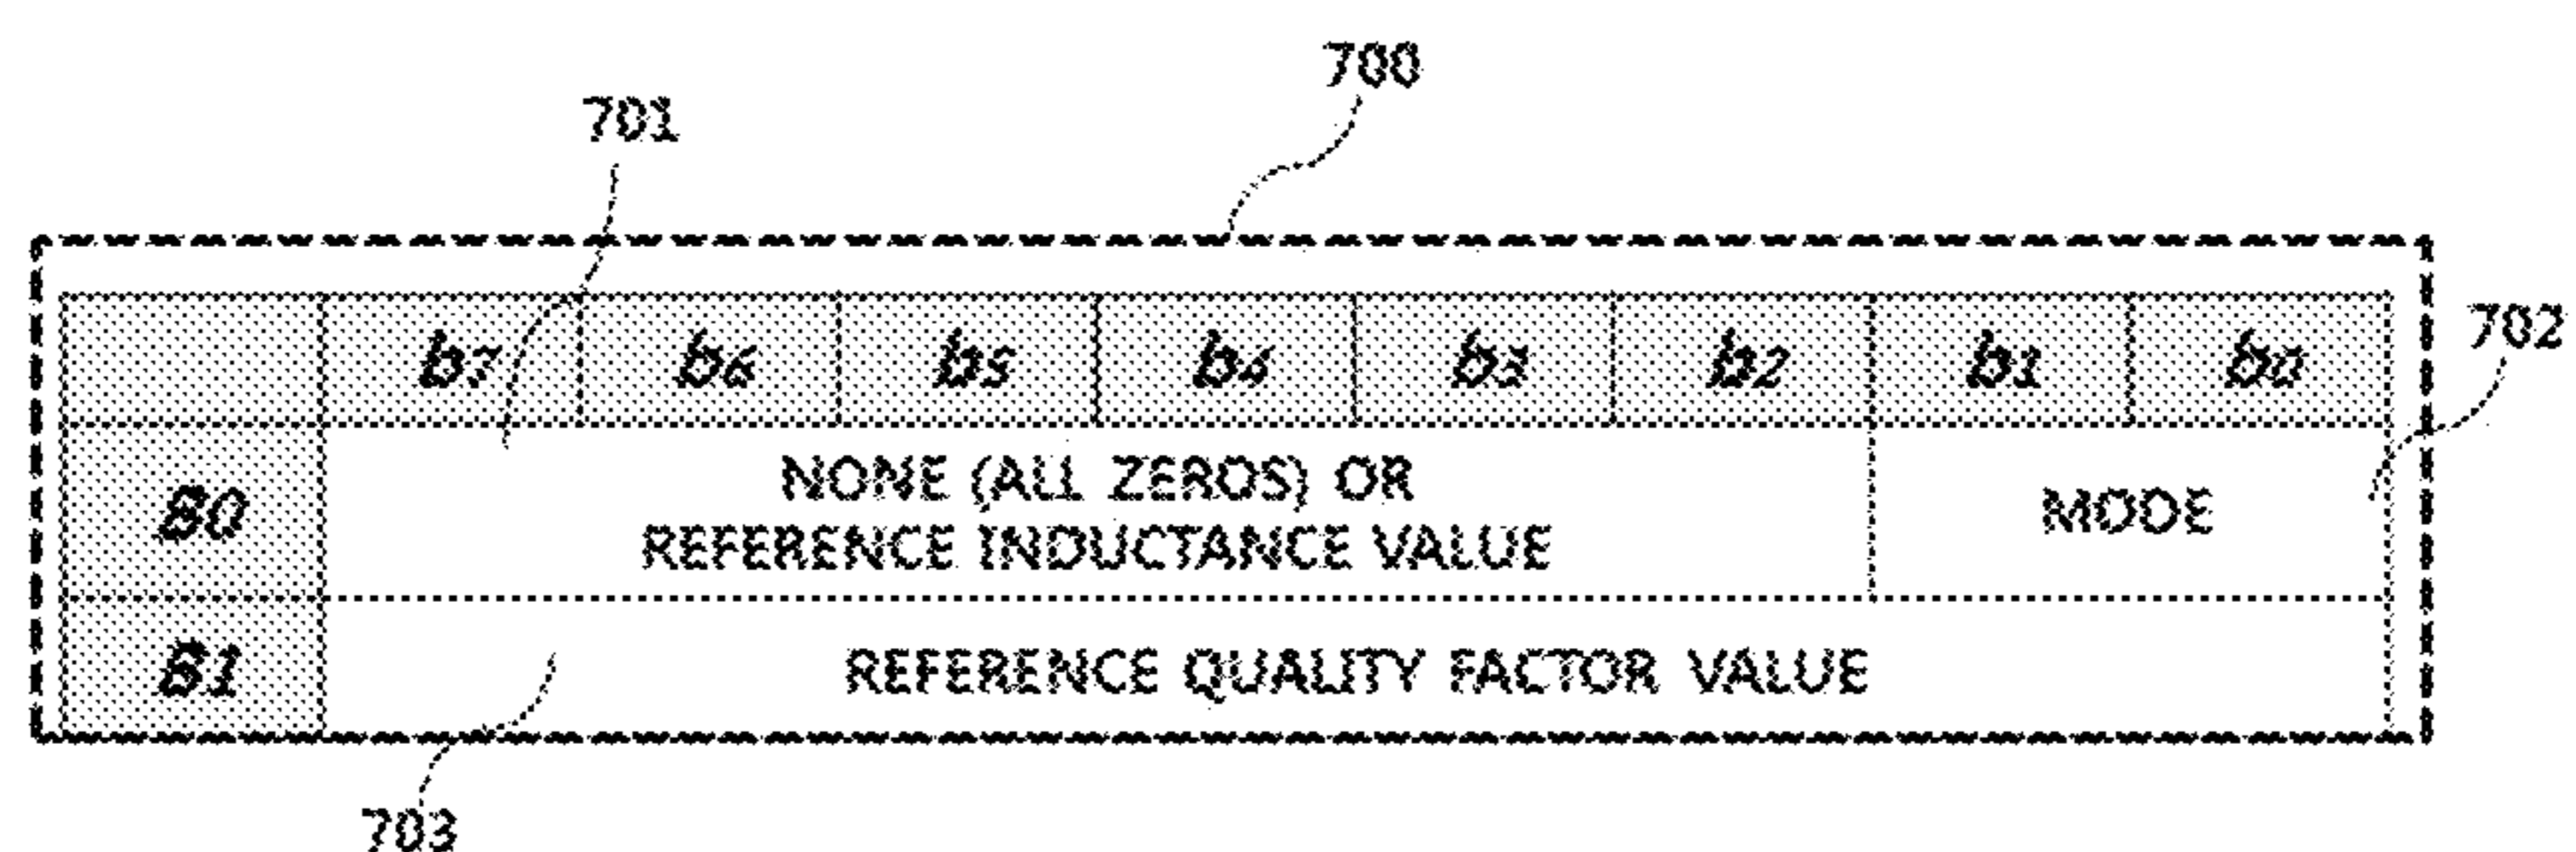 700
701
b7 b6 b5 b4 b3 b2 b1 b0
702
B0
NONE (ALL ZEROS) OR
REFERENCE INDUCTANCE VALUE
MODE
B1
REFERENCE QUALITY FACTOR VALUE
703